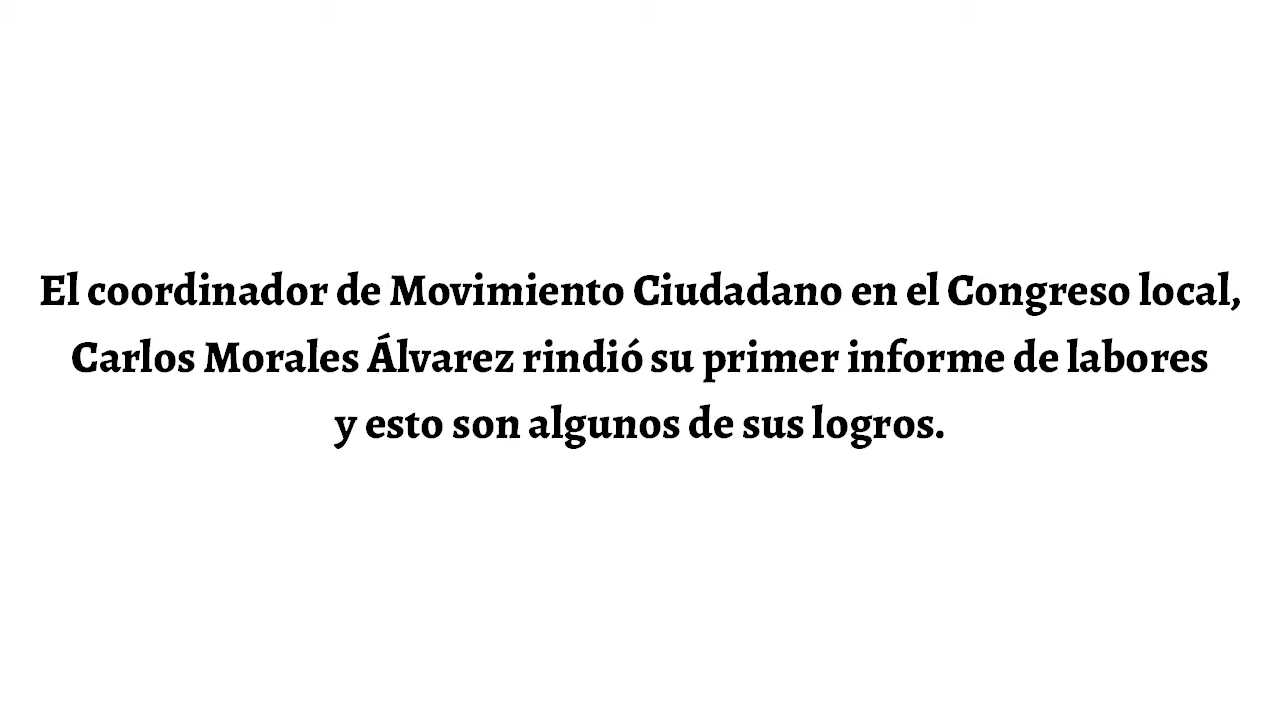 El coordinador de Movimiento Ciudadano en el Congreso local,
Carlos Morales Álvarez rindió su primer informe de labores
y esto son algunos de sus logros.